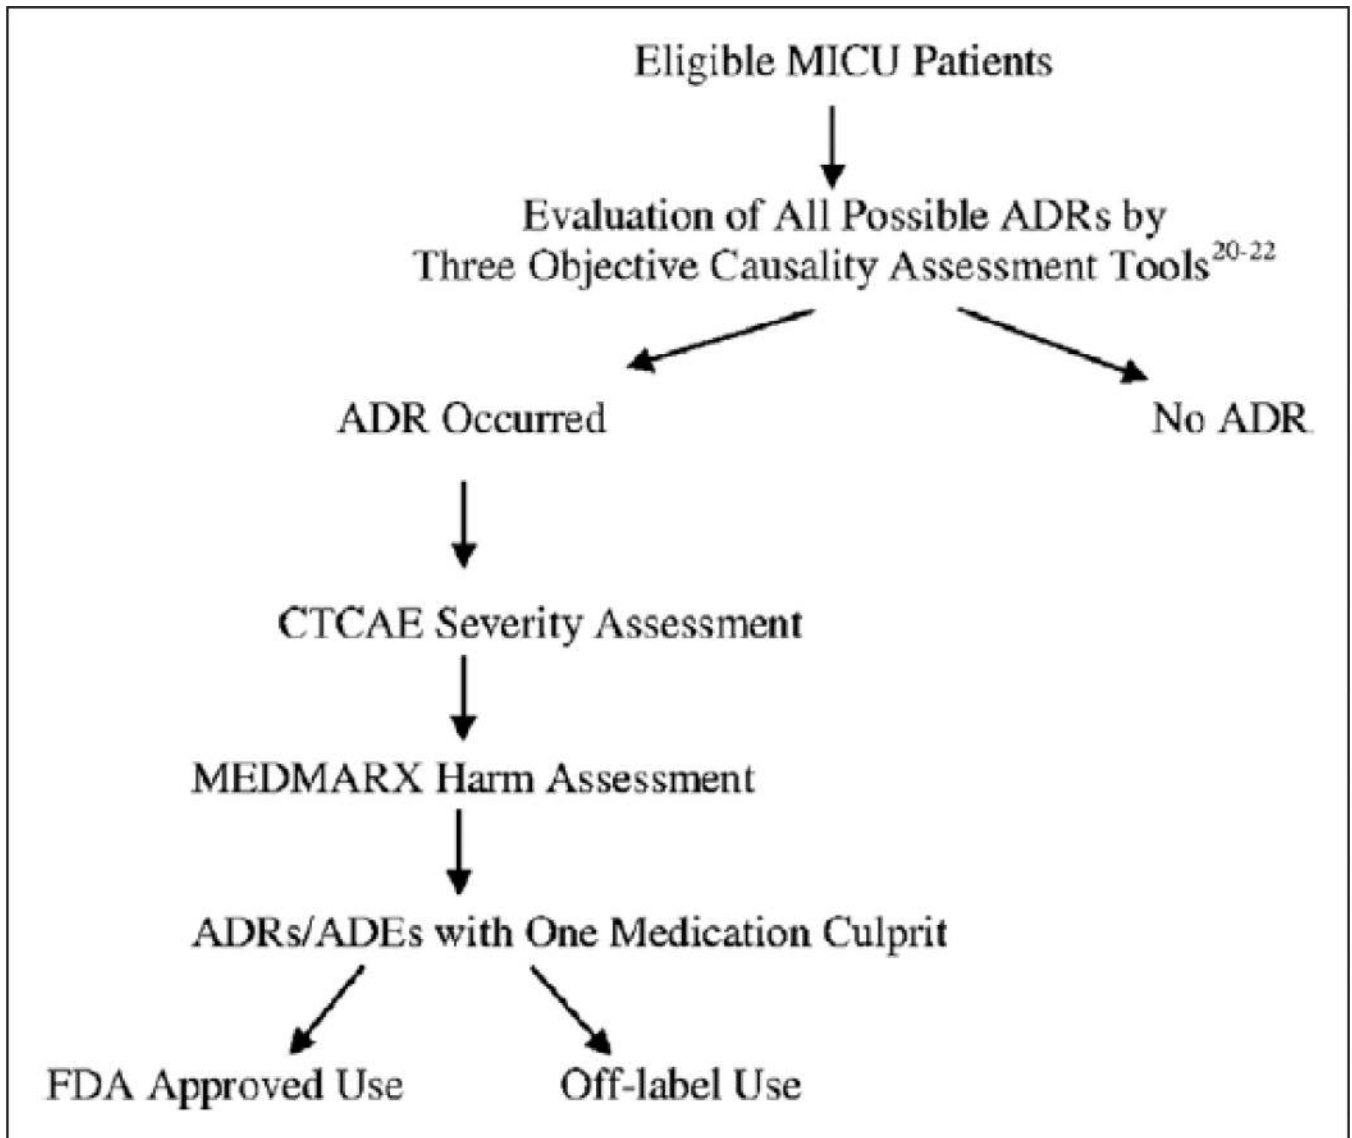 Eligible MICU Patients
Evaluation of All Possible ADRs by
Three Objective Causality Assessment Tools20-22
ADR Occurred
No ADR
CTCAE Severity Assessment
MEDMARX Harm Assessment
ADRs/ADEs with One Medication Culprit
FDA Approved Use
Off-label Use